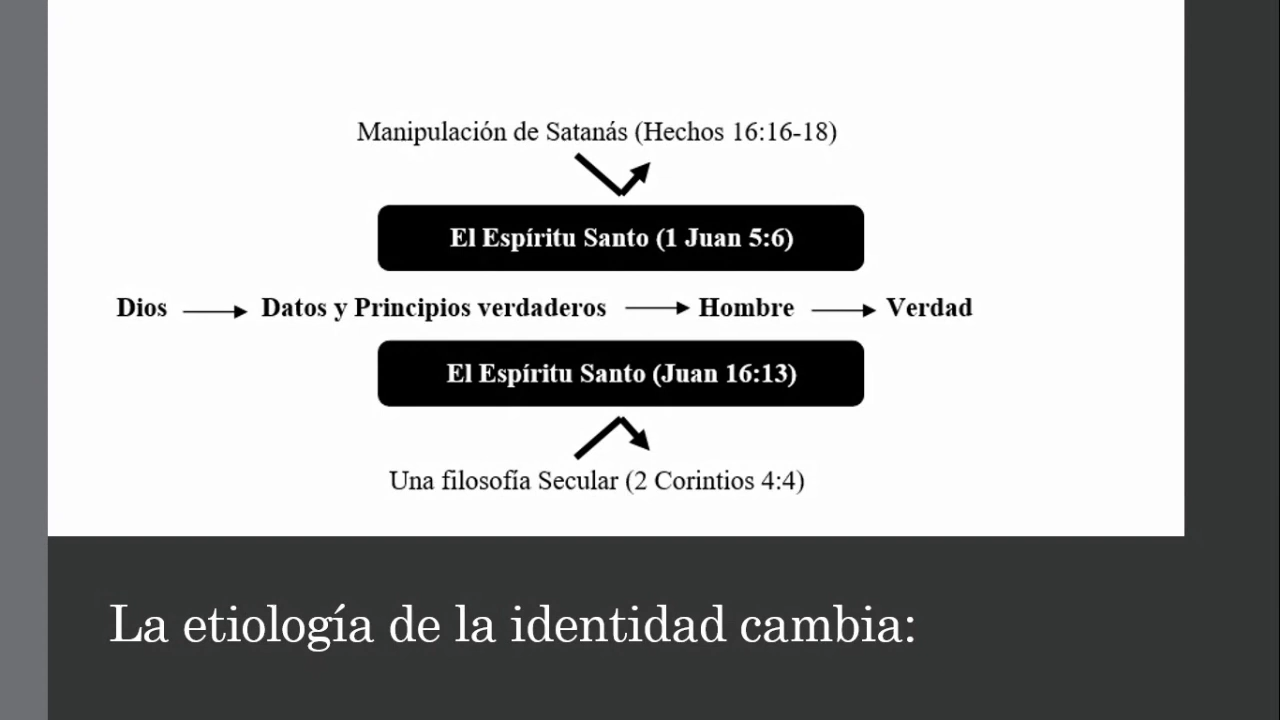 Manipulación de Satanás (Hechos 16:16-18)
El Espíritu Santo (1 Juan 5:6)
Dios Datos y Principios verdaderos Hombre Verdad
El Espíritu Santo (Juan 16:13)
Una filosofía Secular (2 Corintios 4:4)
La etiología de la identidad cambia: